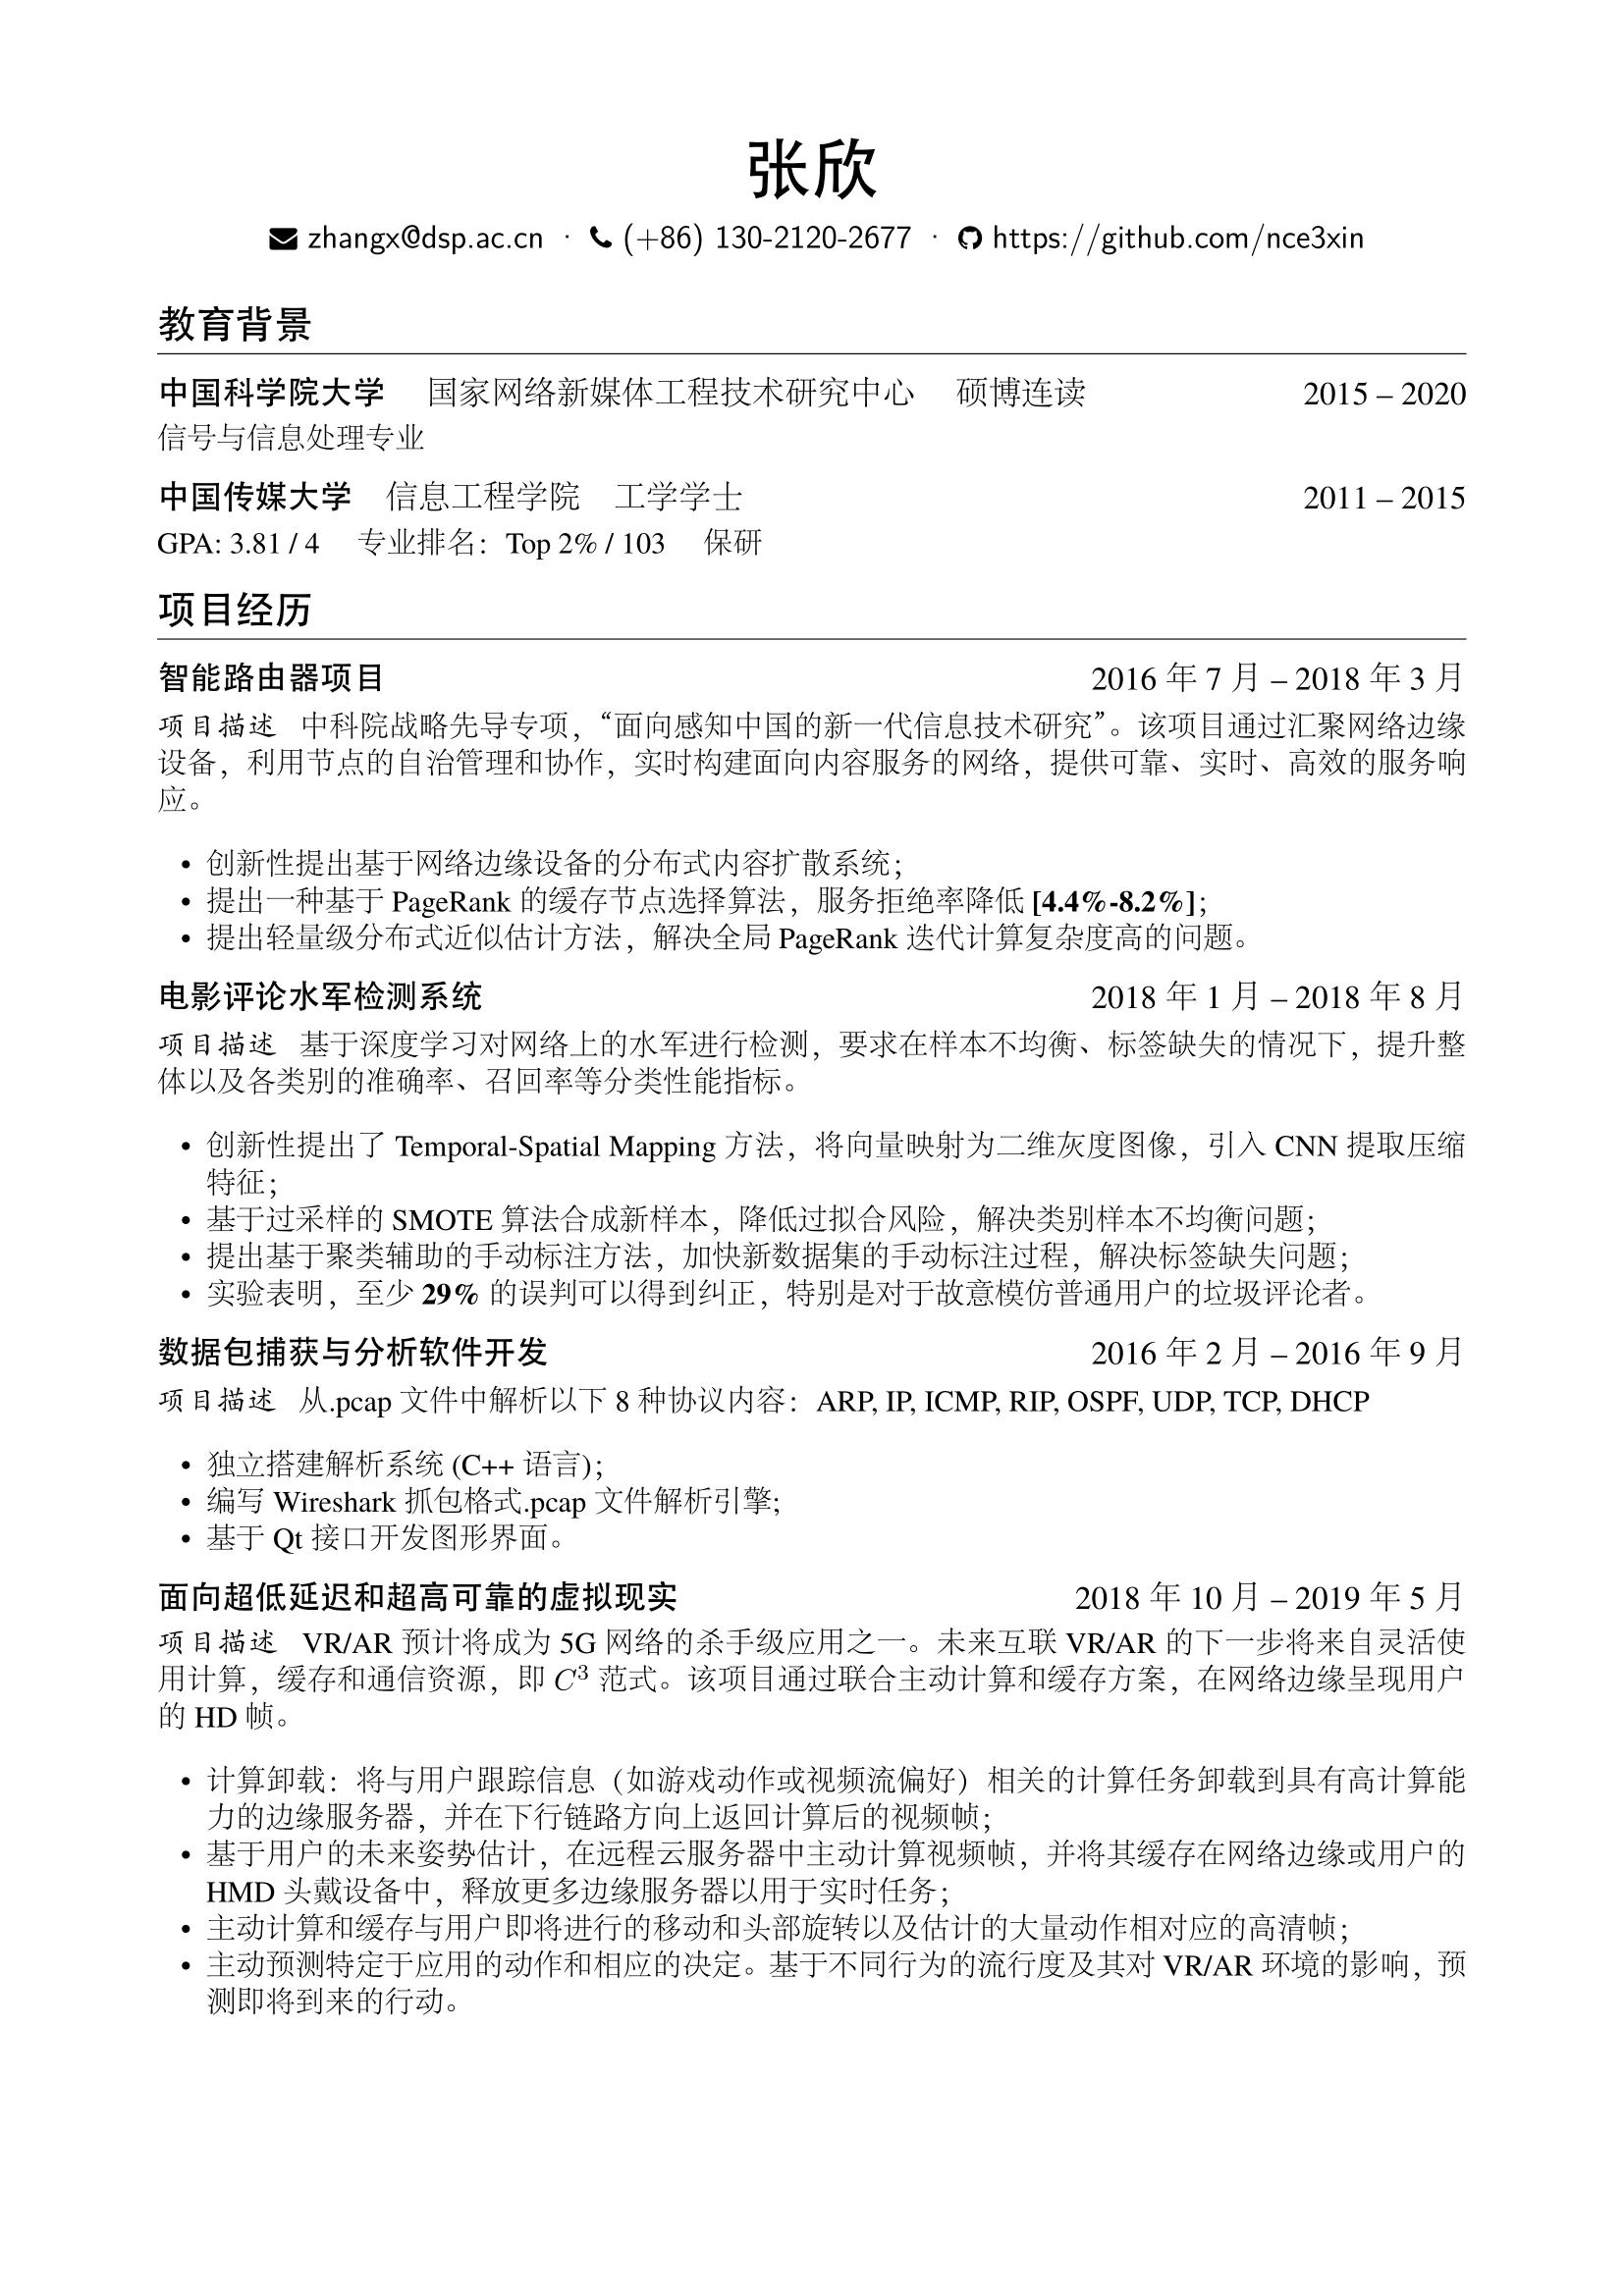 张欣
zhangx@dsp.ac.cn · (+86) 130-2120-2677 · https://github.com/nce3xin
教育背景
中国科学院大学 国家网络新媒体工程技术研究中心 硕博连读 2015 – 2020
信号与信息处理专业
中国传媒大学 信息工程学院 工学学士 2011 – 2015
GPA: 3.81 / 4 专业排名：Top 2% / 103 保研
项目经历
智能路由器项目 2016 年 7 月 – 2018 年 3 月
项目描述 中科院战略先导专项，“面向感知中国的新一代信息技术研究”。该项目通过汇聚网络边缘
设备，利用节点的自治管理和协作，实时构建面向内容服务的网络，提供可靠、实时、高效的服务响
应。
• 创新性提出基于网络边缘设备的分布式内容扩散系统；
• 提出一种基于 PageRank 的缓存节点选择算法，服务拒绝率降低 [4.4%-8.2%]；
• 提出轻量级分布式近似估计方法，解决全局 PageRank 迭代计算复杂度高的问题。
电影评论水军检测系统 2018 年 1 月 – 2018 年 8 月
项目描述 基于深度学习对网络上的水军进行检测，要求在样本不均衡、标签缺失的情况下，提升整
体以及各类别的准确率、召回率等分类性能指标。
• 创新性提出了 Temporal-Spatial Mapping 方法，将向量映射为二维灰度图像，引入 CNN 提取压缩
特征；
• 基于过采样的 SMOTE 算法合成新样本，降低过拟合风险，解决类别样本不均衡问题；
• 提出基于聚类辅助的手动标注方法，加快新数据集的手动标注过程，解决标签缺失问题；
• 实验表明，至少 29% 的误判可以得到纠正，特别是对于故意模仿普通用户的垃圾评论者。
数据包捕获与分析软件开发 2016 年 2 月 – 2016 年 9 月
项目描述 从.pcap 文件中解析以下 8 种协议内容：ARP, IP, ICMP, RIP, OSPF, UDP, TCP, DHCP
• 独立搭建解析系统 (C++ 语言)；
• 编写 Wireshark 抓包格式.pcap 文件解析引擎;
• 基于 Qt 接口开发图形界面。
面向超低延迟和超高可靠的虚拟现实 2018 年 10 月 – 2019 年 5 月
项目描述 VR/AR 预计将成为 5G 网络的杀手级应用之一。未来互联 VR/AR 的下一步将来自灵活使
用计算，缓存和通信资源，即 C³ 范式。该项目通过联合主动计算和缓存方案，在网络边缘呈现用户
的 HD 帧。
• 计算卸载：将与用户跟踪信息（如游戏动作或视频流偏好）相关的计算任务卸载到具有高计算能
力的边缘服务器，并在下行链路方向上返回计算后的视频帧；
• 基于用户的未来姿势估计，在远程云服务器中主动计算视频帧，并将其缓存在网络边缘或用户的
HMD 头戴设备中，释放更多边缘服务器以用于实时任务；
• 主动计算和缓存与用户即将进行的移动和头部旋转以及估计的大量动作相对应的高清帧；
• 主动预测特定于应用的动作和相应的决定。基于不同行为的流行度及其对 VR/AR 环境的影响，预
测即将到来的行动。